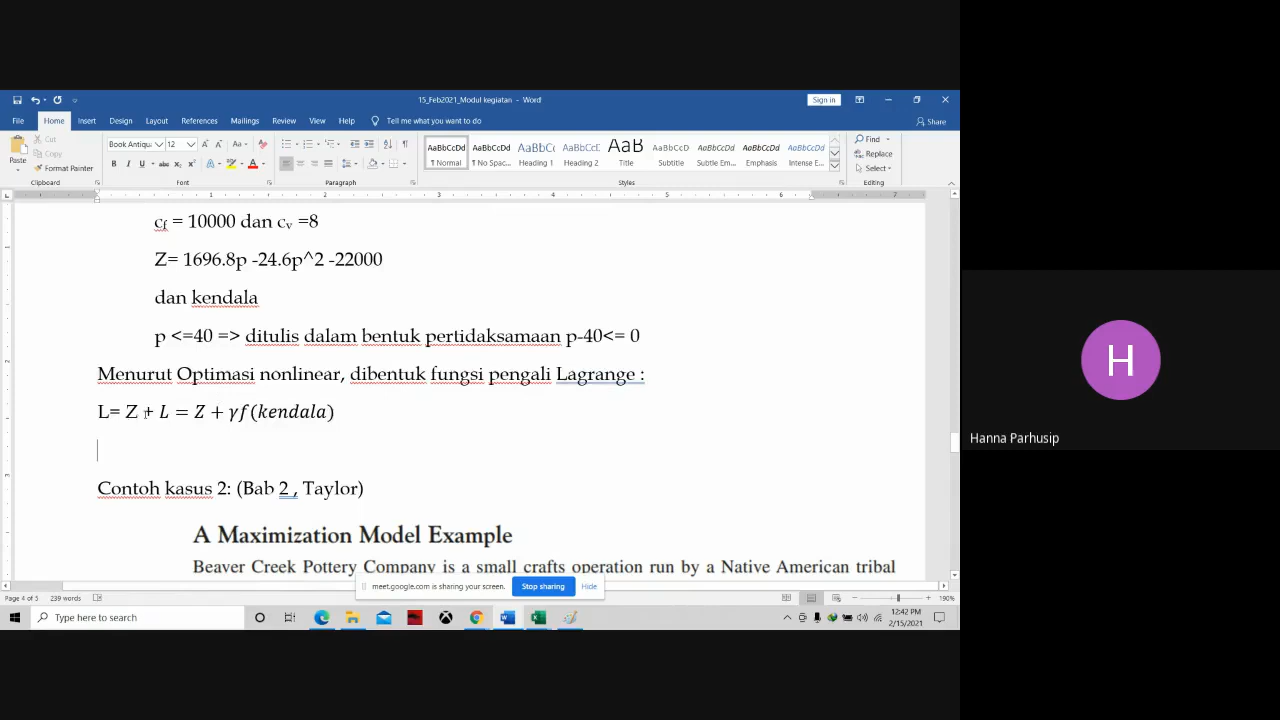 15_Feb2021_Modul kegiatan - Word
Sign in
File Home Insert Design Layout References Mailings Review View Help Tell me what you want to do Share
Paste Cut Copy Format Painter
Book Antiqu 12 Aa
AaBbCcDd AaBbCcDd AaBbCc AaBbCcD AaB AaBbCcD AaBbCcDd AaBbCcDd AaBbCcDd
¶ Normal ¶ No Spac... Heading 1 Heading 2 Title Subtitle Subtle Em... Emphasis Intense E...
Find Replace Select
Clipboard Font Paragraph Styles Editing
cf = 10000 dan cv =8
Z= 1696.8p -24.6p^2 -22000
dan kendala
p <=40 => ditulis dalam bentuk pertidaksamaan p-40<= 0
Menurut Optimasi nonlinear, dibentuk fungsi pengali Lagrange :
L= Z + L = Z + γf(kendala)
Contoh kasus 2: (Bab 2 , Taylor)
A Maximization Model Example
Beaver Creek Pottery Company is a small crafts operation run by a Native American tribal
meet.google.com is sharing your screen. Stop sharing Hide
Page 4 of 5 239 words 190%
Type here to search
12:42 PM
2/15/2021
H
Hanna Parhusip